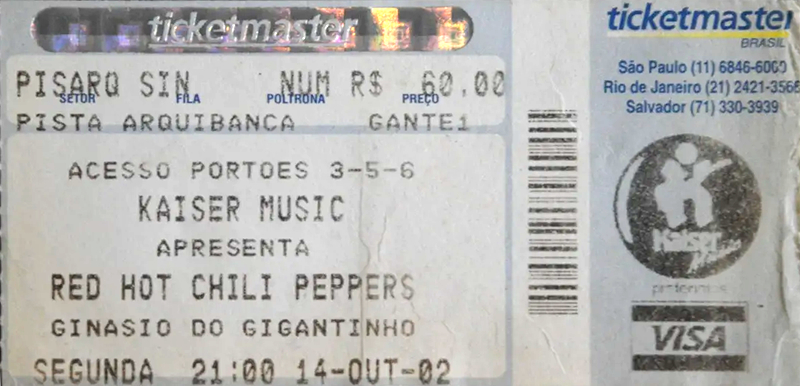 ticketmaster
PISARQ SIN NUM R$ 60,00
SETOR FILA POLTRONA PREÇO
PISTA ARQUIBANCA GANTE1
ACESSO PORTOES 3-5-6
KAISER MUSIC
APRESENTA
RED HOT CHILI PEPPERS
GINASIO DO GIGANTINHO
SEGUNDA 21:00 14-OUT-02
ticketmaster
BRASIL
São Paulo (11) 6846-6000
Rio de Janeiro (21) 2421-3566
Salvador (71) 330-3939
Kaiser
Music
VISA